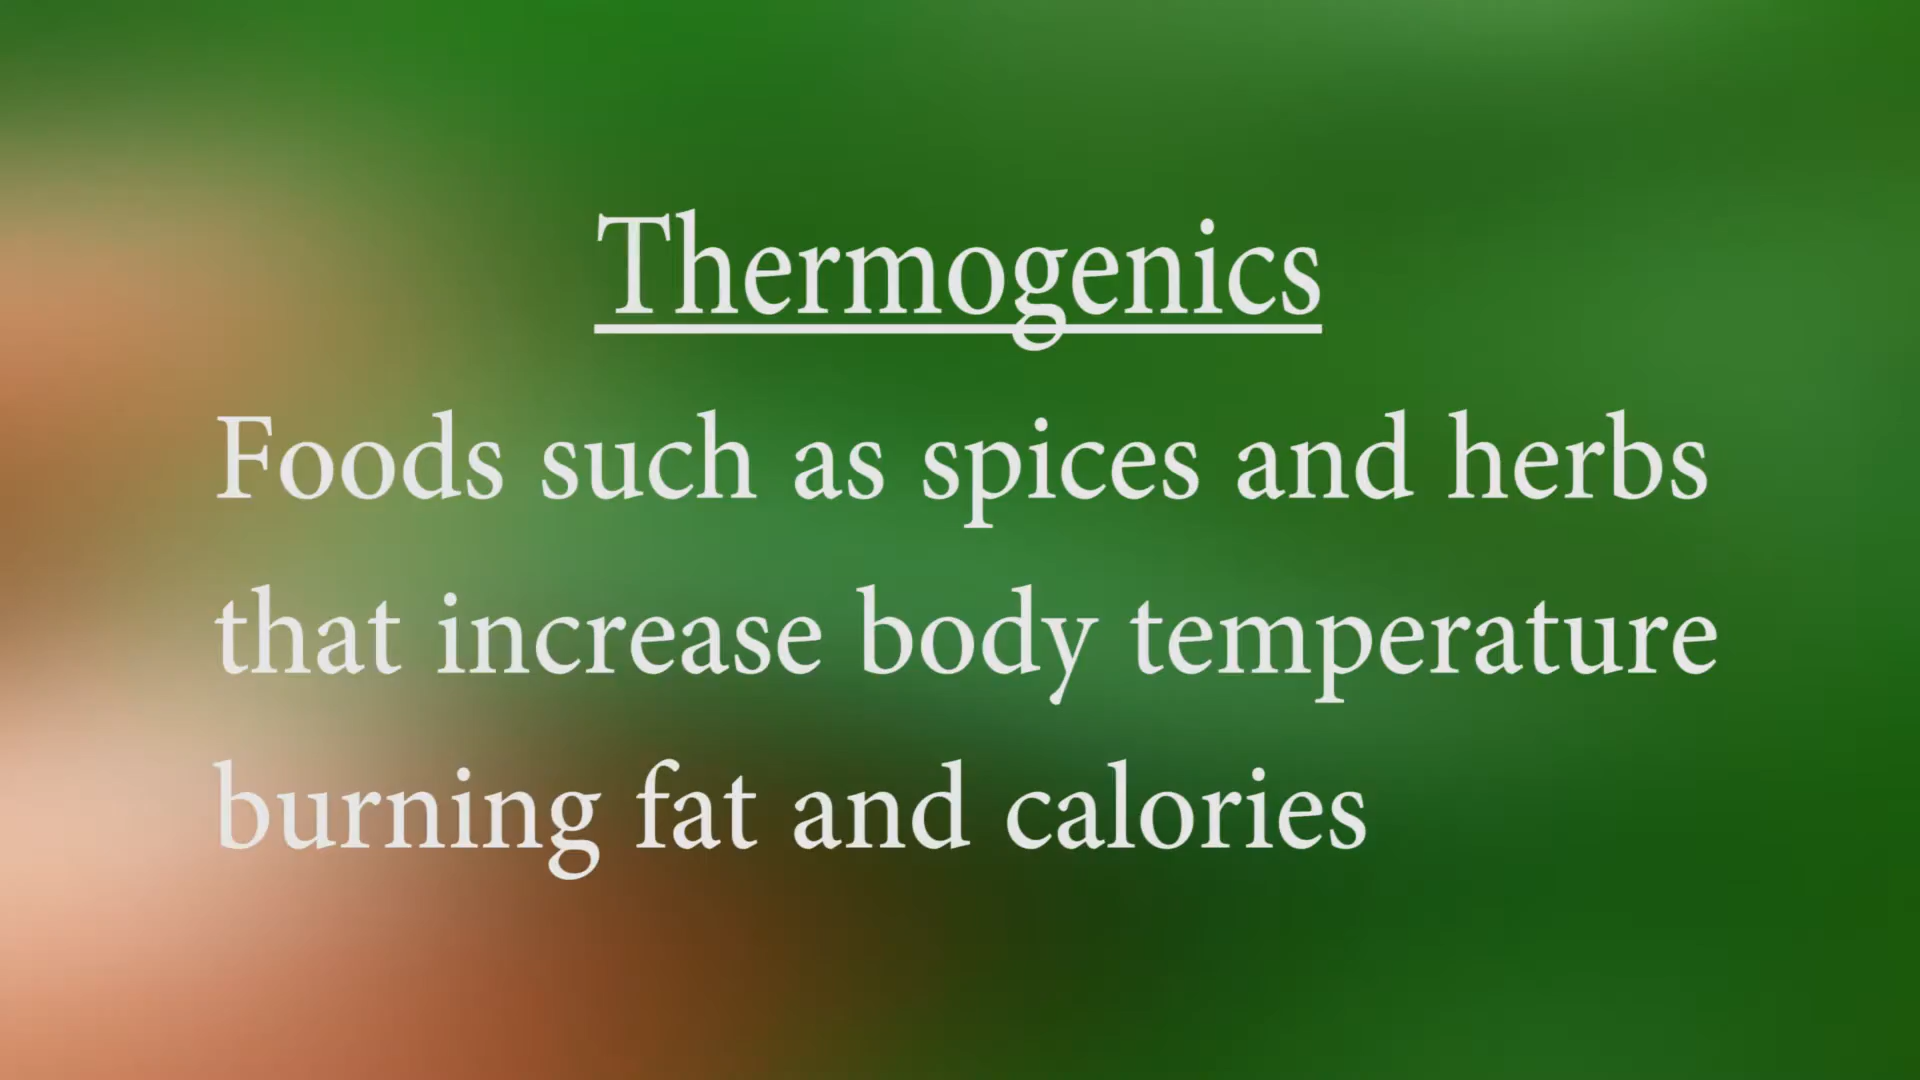 Thermogenics
Foods such as spices and herbs
that increase body temperature
burning fat and calories